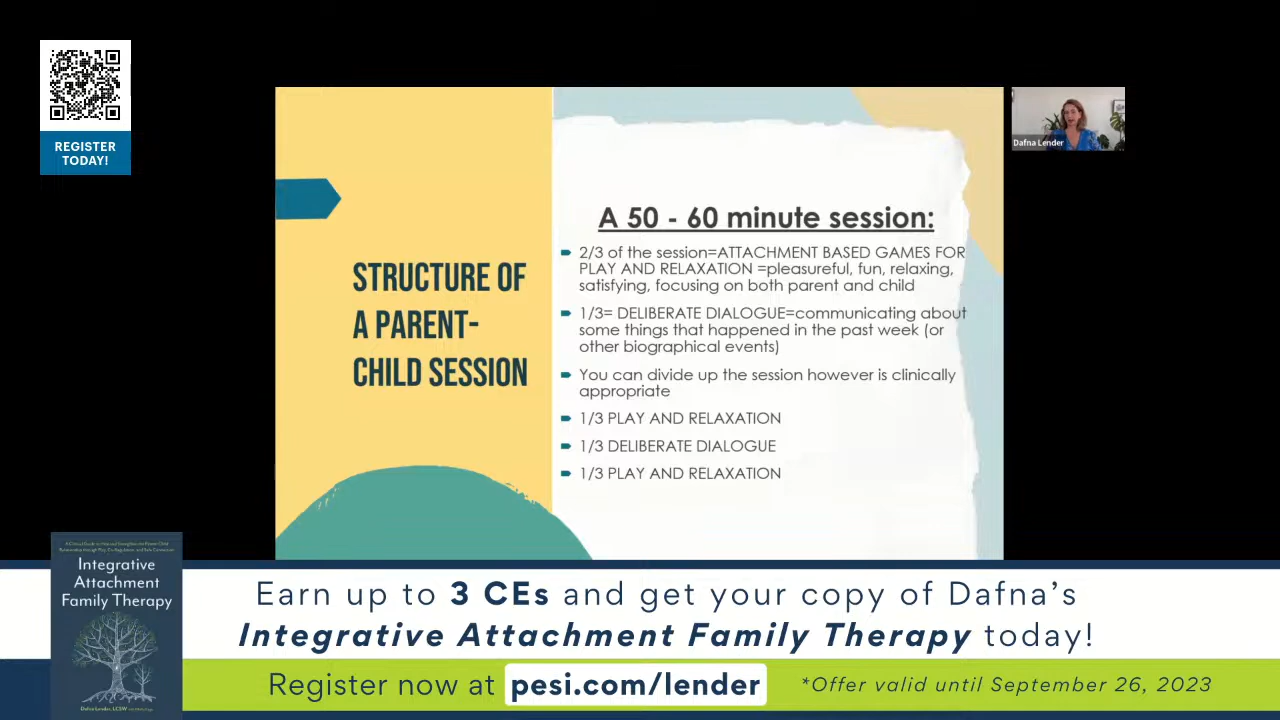 REGISTER
TODAY!
Dafna Lender
STRUCTURE OF
A PARENT-
CHILD SESSION
A 50 - 60 minute session:
2/3 of the session=ATTACHMENT BASED GAMES FOR
PLAY AND RELAXATION =pleasureful, fun, relaxing,
satisfying, focusing on both parent and child
1/3= DELIBERATE DIALOGUE=communicating about
some things that happened in the past week (or
other biographical events)
You can divide up the session however is clinically
appropriate
1/3 PLAY AND RELAXATION
1/3 DELIBERATE DIALOGUE
1/3 PLAY AND RELAXATION
Integrative
Attachment
Family Therapy
Dafna Lender, LCSW
Earn up to 3 CEs and get your copy of Dafna's
Integrative Attachment Family Therapy today!
Register now at pesi.com/lender
*Offer valid until September 26, 2023